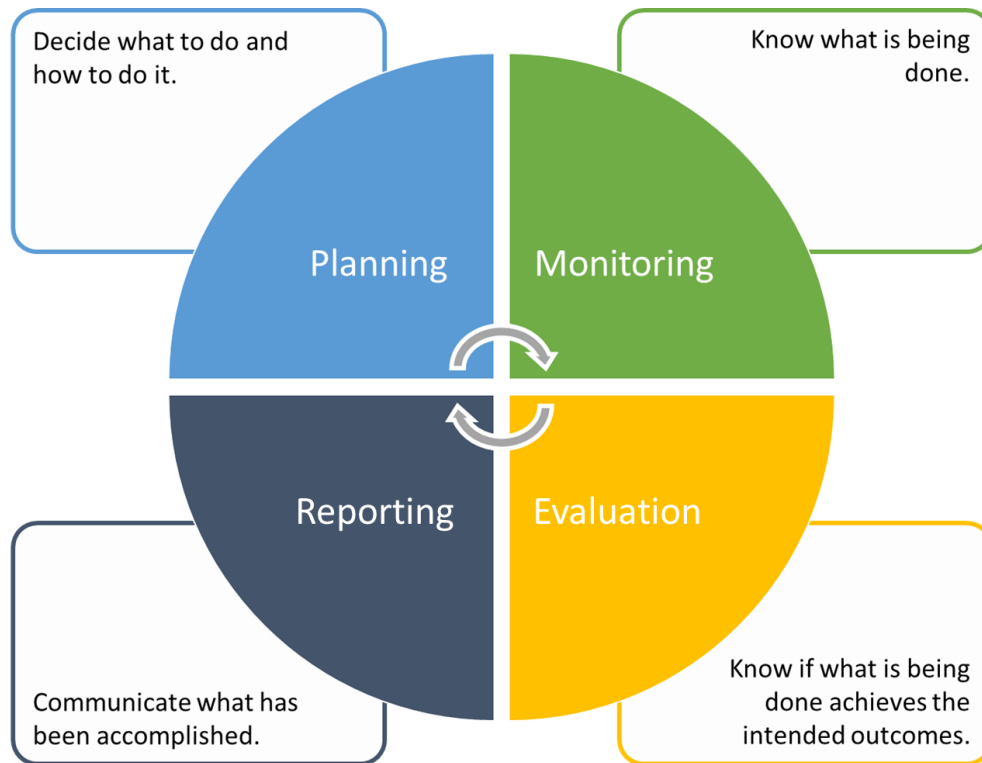 Decide what to do and
how to do it.
Know what is being
done.
Planning
Monitoring
Reporting
Evaluation
Communicate what has
been accomplished.
Know if what is being
done achieves the
intended outcomes.